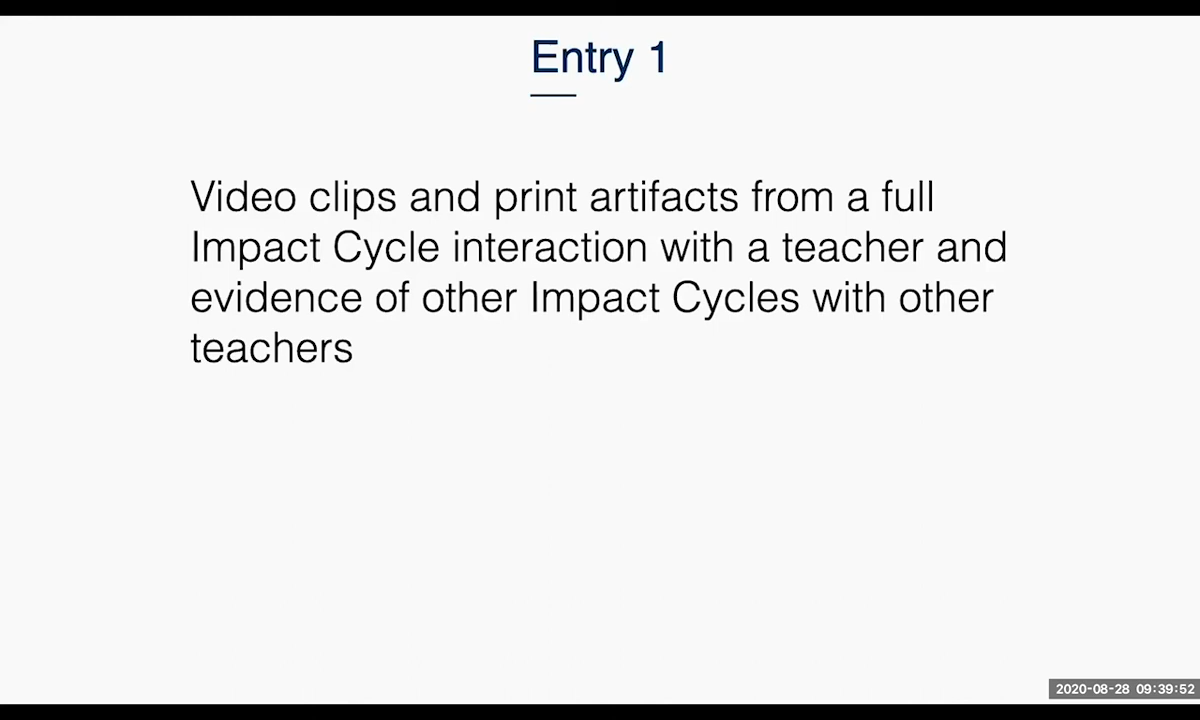 Entry 1
Video clips and print artifacts from a full
Impact Cycle interaction with a teacher and
evidence of other Impact Cycles with other
teachers
2020-08-28 09:39:52